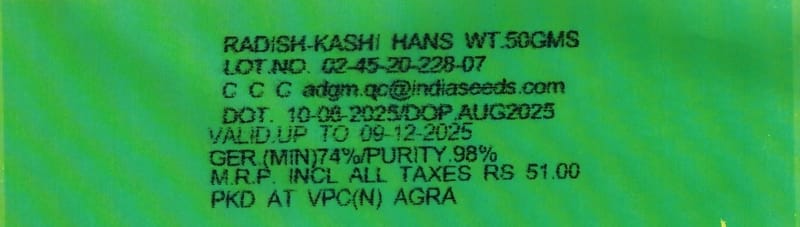 RADISH-KASHI HANS WT.50GMS
LOT.NO. 02-45-20-228-07
C C C adgm.qc@indiaseeds.com
DOT. 10-06-2025/DOP.AUG2025
VALID.UP TO 09-12-2025
GER.(MIN)74%/PURITY.98%
M.R.P. INCL ALL TAXES RS 51.00
PKD AT VPC(N) AGRA